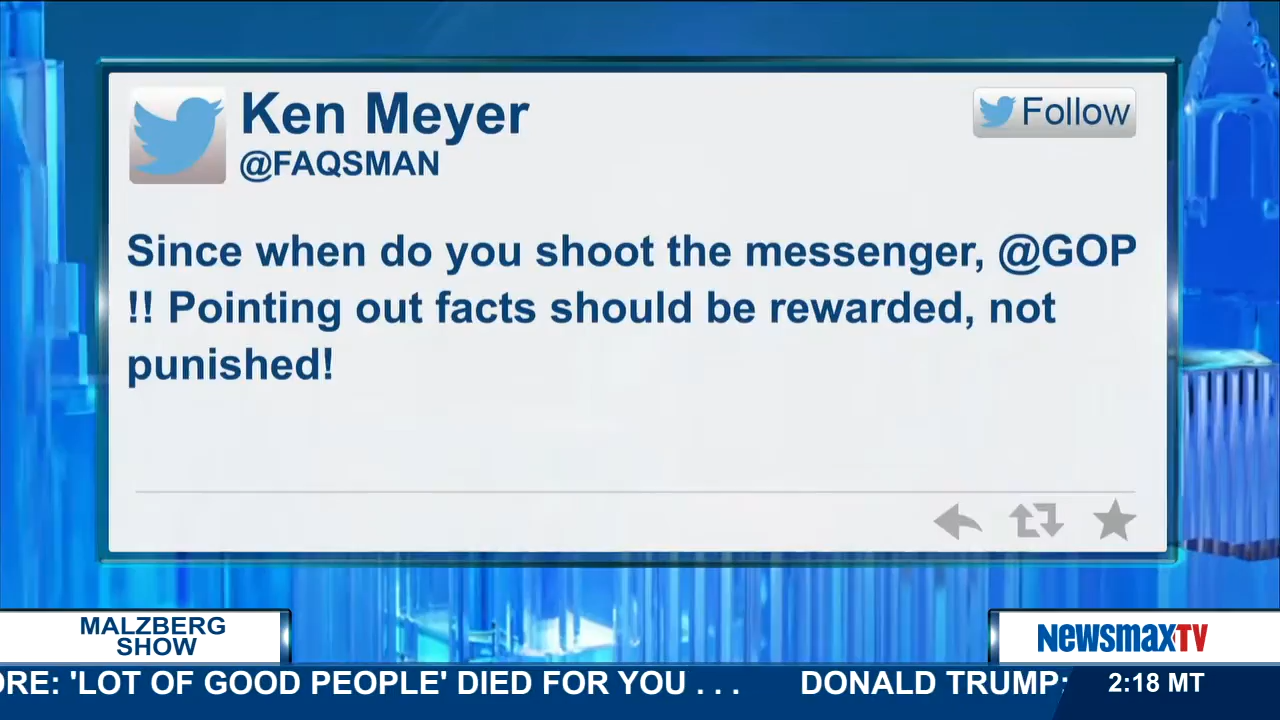 Ken Meyer
@FAQSMAN
Follow
Since when do you shoot the messenger, @GOP
!! Pointing out facts should be rewarded, not
punished!
MALZBERG
SHOW
NEWSMAXTV
ORE: 'LOT OF GOOD PEOPLE' DIED FOR YOU . . . DONALD TRUMP:
2:18 MT